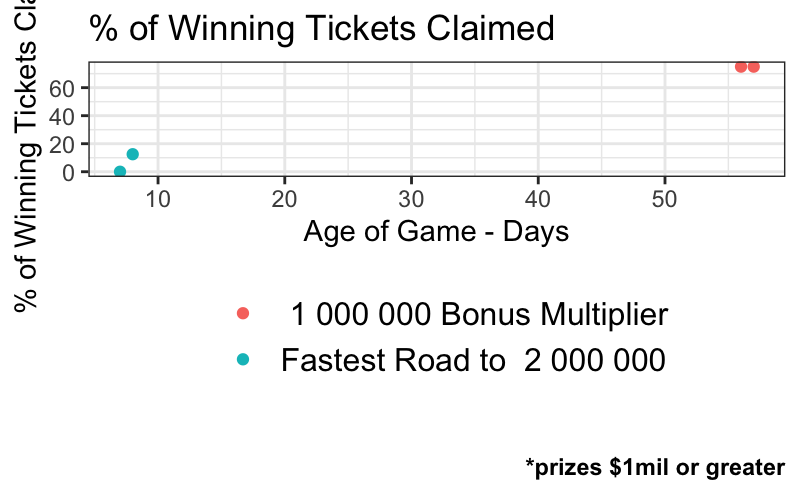 % of Winning Tickets Claimed
% of Winning Tickets
60
40
20
0
10 20 30 40 50
Age of Game - Days
1 000 000 Bonus Multiplier
Fastest Road to 2 000 000
*prizes $1mil or greater